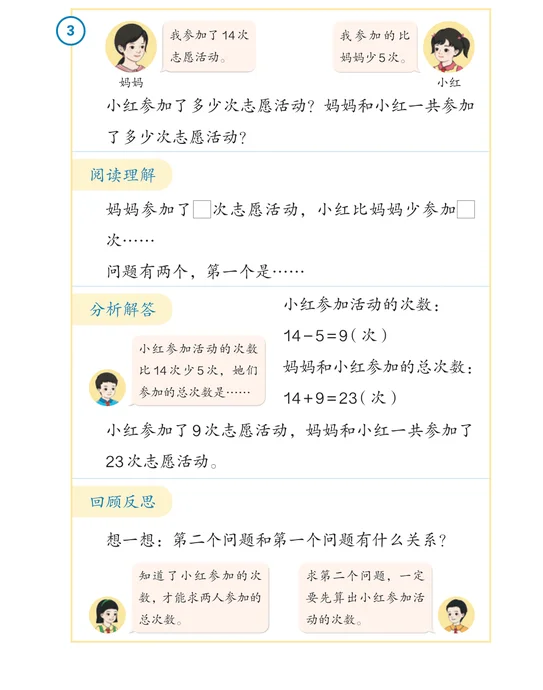 3
我参加了14次
志愿活动。
我参加的比
妈妈少5次。
妈妈
小红
小红参加了多少次志愿活动？妈妈和小红一共参加
了多少次志愿活动？
阅读理解
妈妈参加了□次志愿活动，小红比妈妈少参加□
次……
问题有两个，第一个是……
分析解答
小红参加活动的次数
比14次少5次，她们
参加的总次数是……
小红参加活动的次数：
14－5＝9（次）
妈妈和小红参加的总次数：
14＋9＝23（次）
小红参加了9次志愿活动，妈妈和小红一共参加了
23次志愿活动。
回顾反思
想一想：第二个问题和第一个问题有什么关系？
知道了小红参加的次
数，才能求两人参加的
总次数。
求第二个问题，一定
要先算出小红参加活
动的次数。